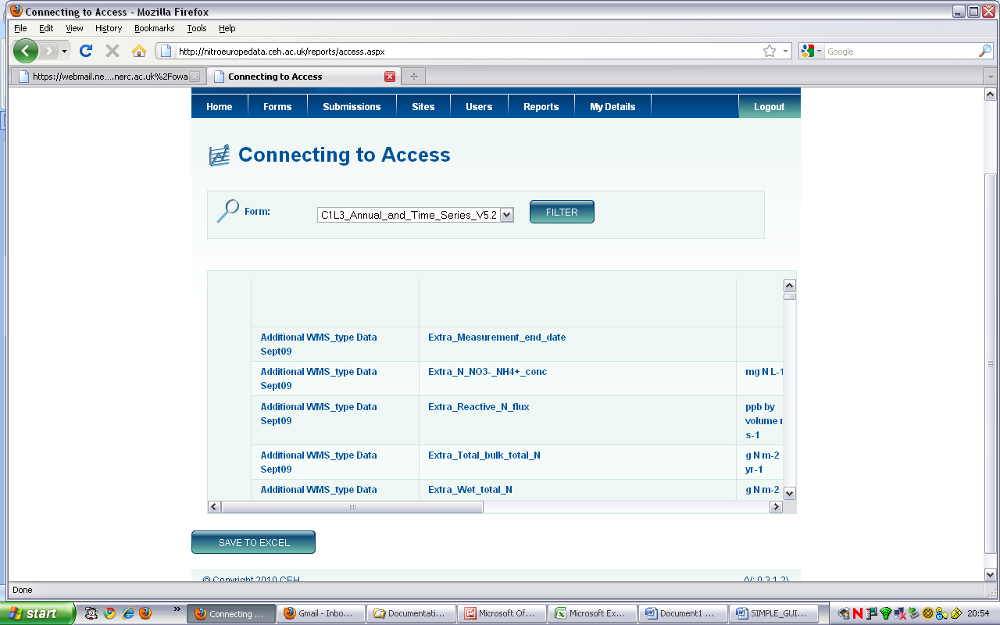 Connecting to Access - Mozilla Firefox
File Edit View History Bookmarks Tools Help
http://nitroeuropedata.ceh.ac.uk/reports/access.aspx
Google
https://webmail.ne....nerc.ac.uk%2Fowa
Connecting to Access
Home Forms Submissions Sites Users Reports My Details Logout
Connecting to Access
Form: C1L3_Annual_and_Time_Series_V5.2 FILTER
Additional WMS_type Data Extra_Measurement_end_date
Sept09
Additional WMS_type Data Extra_N_NO3-_NH4+_conc mg N L-1
Sept09
Additional WMS_type Data Extra_Reactive_N_flux ppb by
Sept09 volume
s-1
Additional WMS_type Data Extra_Total_bulk_total_N g N m-2
Sept09 yr-1
Additional WMS_type Data Extra_Wet_total_N g N m-2
SAVE TO EXCEL
© Copyright 2010 CEH (V: 0.3.1.2)
Done
start » Connecting ... Gmail - Inbo... Documentati... Microsoft Of... Microsoft Ex... Document1 ... SIMPLE_GUI... 20:54